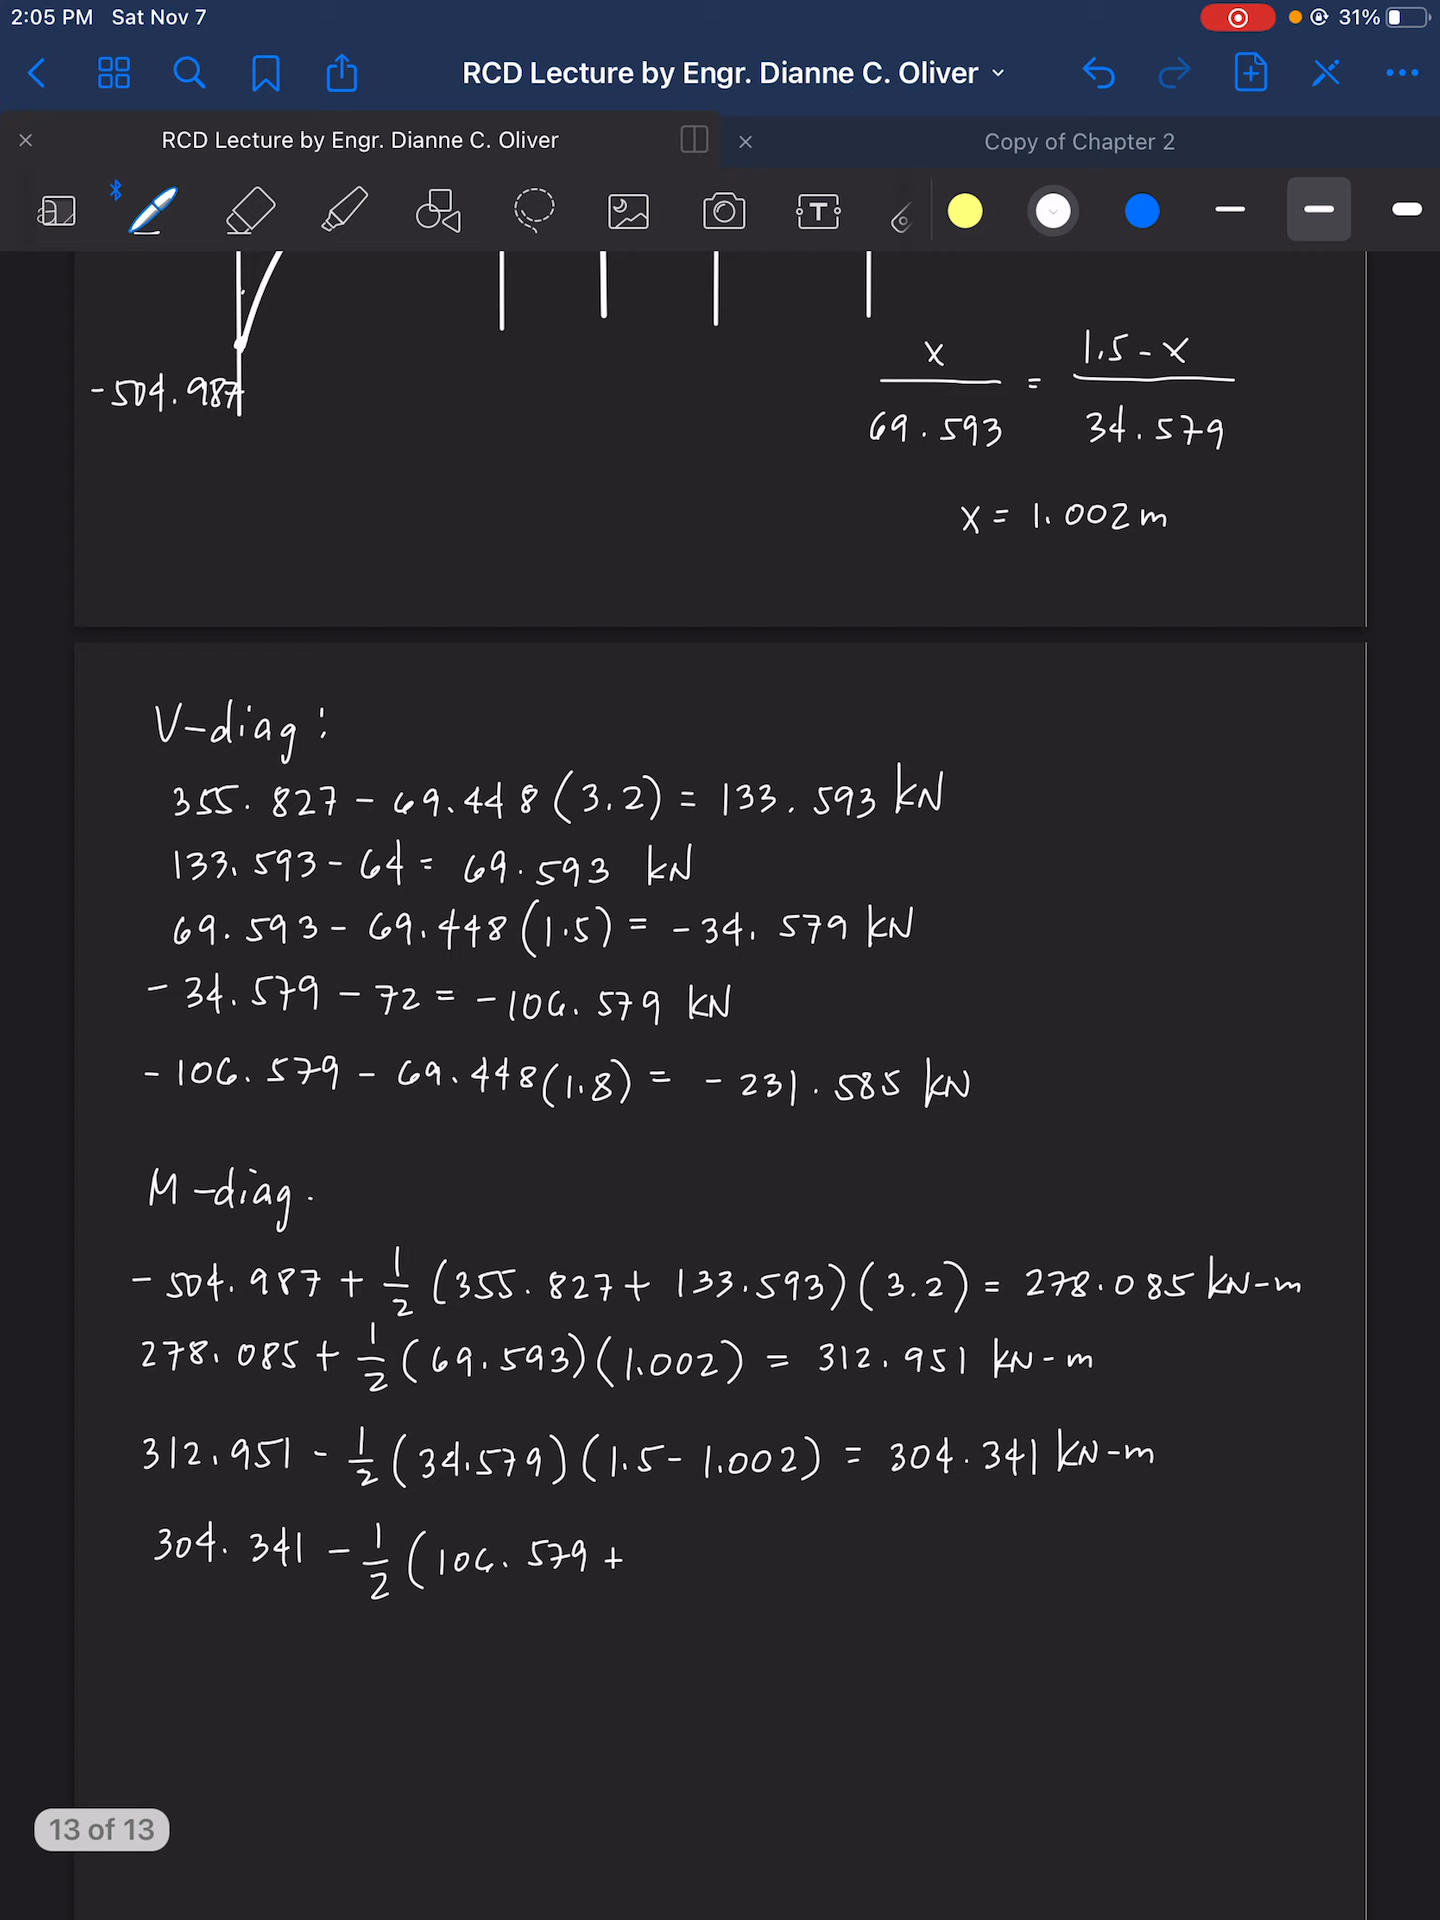 2:05 PM Sat Nov 7 31%
RCD Lecture by Engr. Dianne C. Oliver
RCD Lecture by Engr. Dianne C. Oliver Copy of Chapter 2
-504.987
x/69.593 = 1.5-x/34.579
x = 1.002m
V-diag:
355.827 - 69.448(3.2) = 133.593 kN
133.593 - 64 = 69.593 kN
69.593 - 69.448(1.5) = -34.579 kN
-34.579 - 72 = -106.579 kN
-106.579 - 69.448(1.8) = -231.585 kN
M-diag.
-504.987 + 1/2 (355.827 + 133.593)(3.2) = 278.085 kN-m
278.085 + 1/2 (69.593)(1.002) = 312.951 kN-m
312.951 - 1/2 (34.579)(1.5 - 1.002) = 304.341 kN-m
304.341 - 1/2 (106.579 +
13 of 13